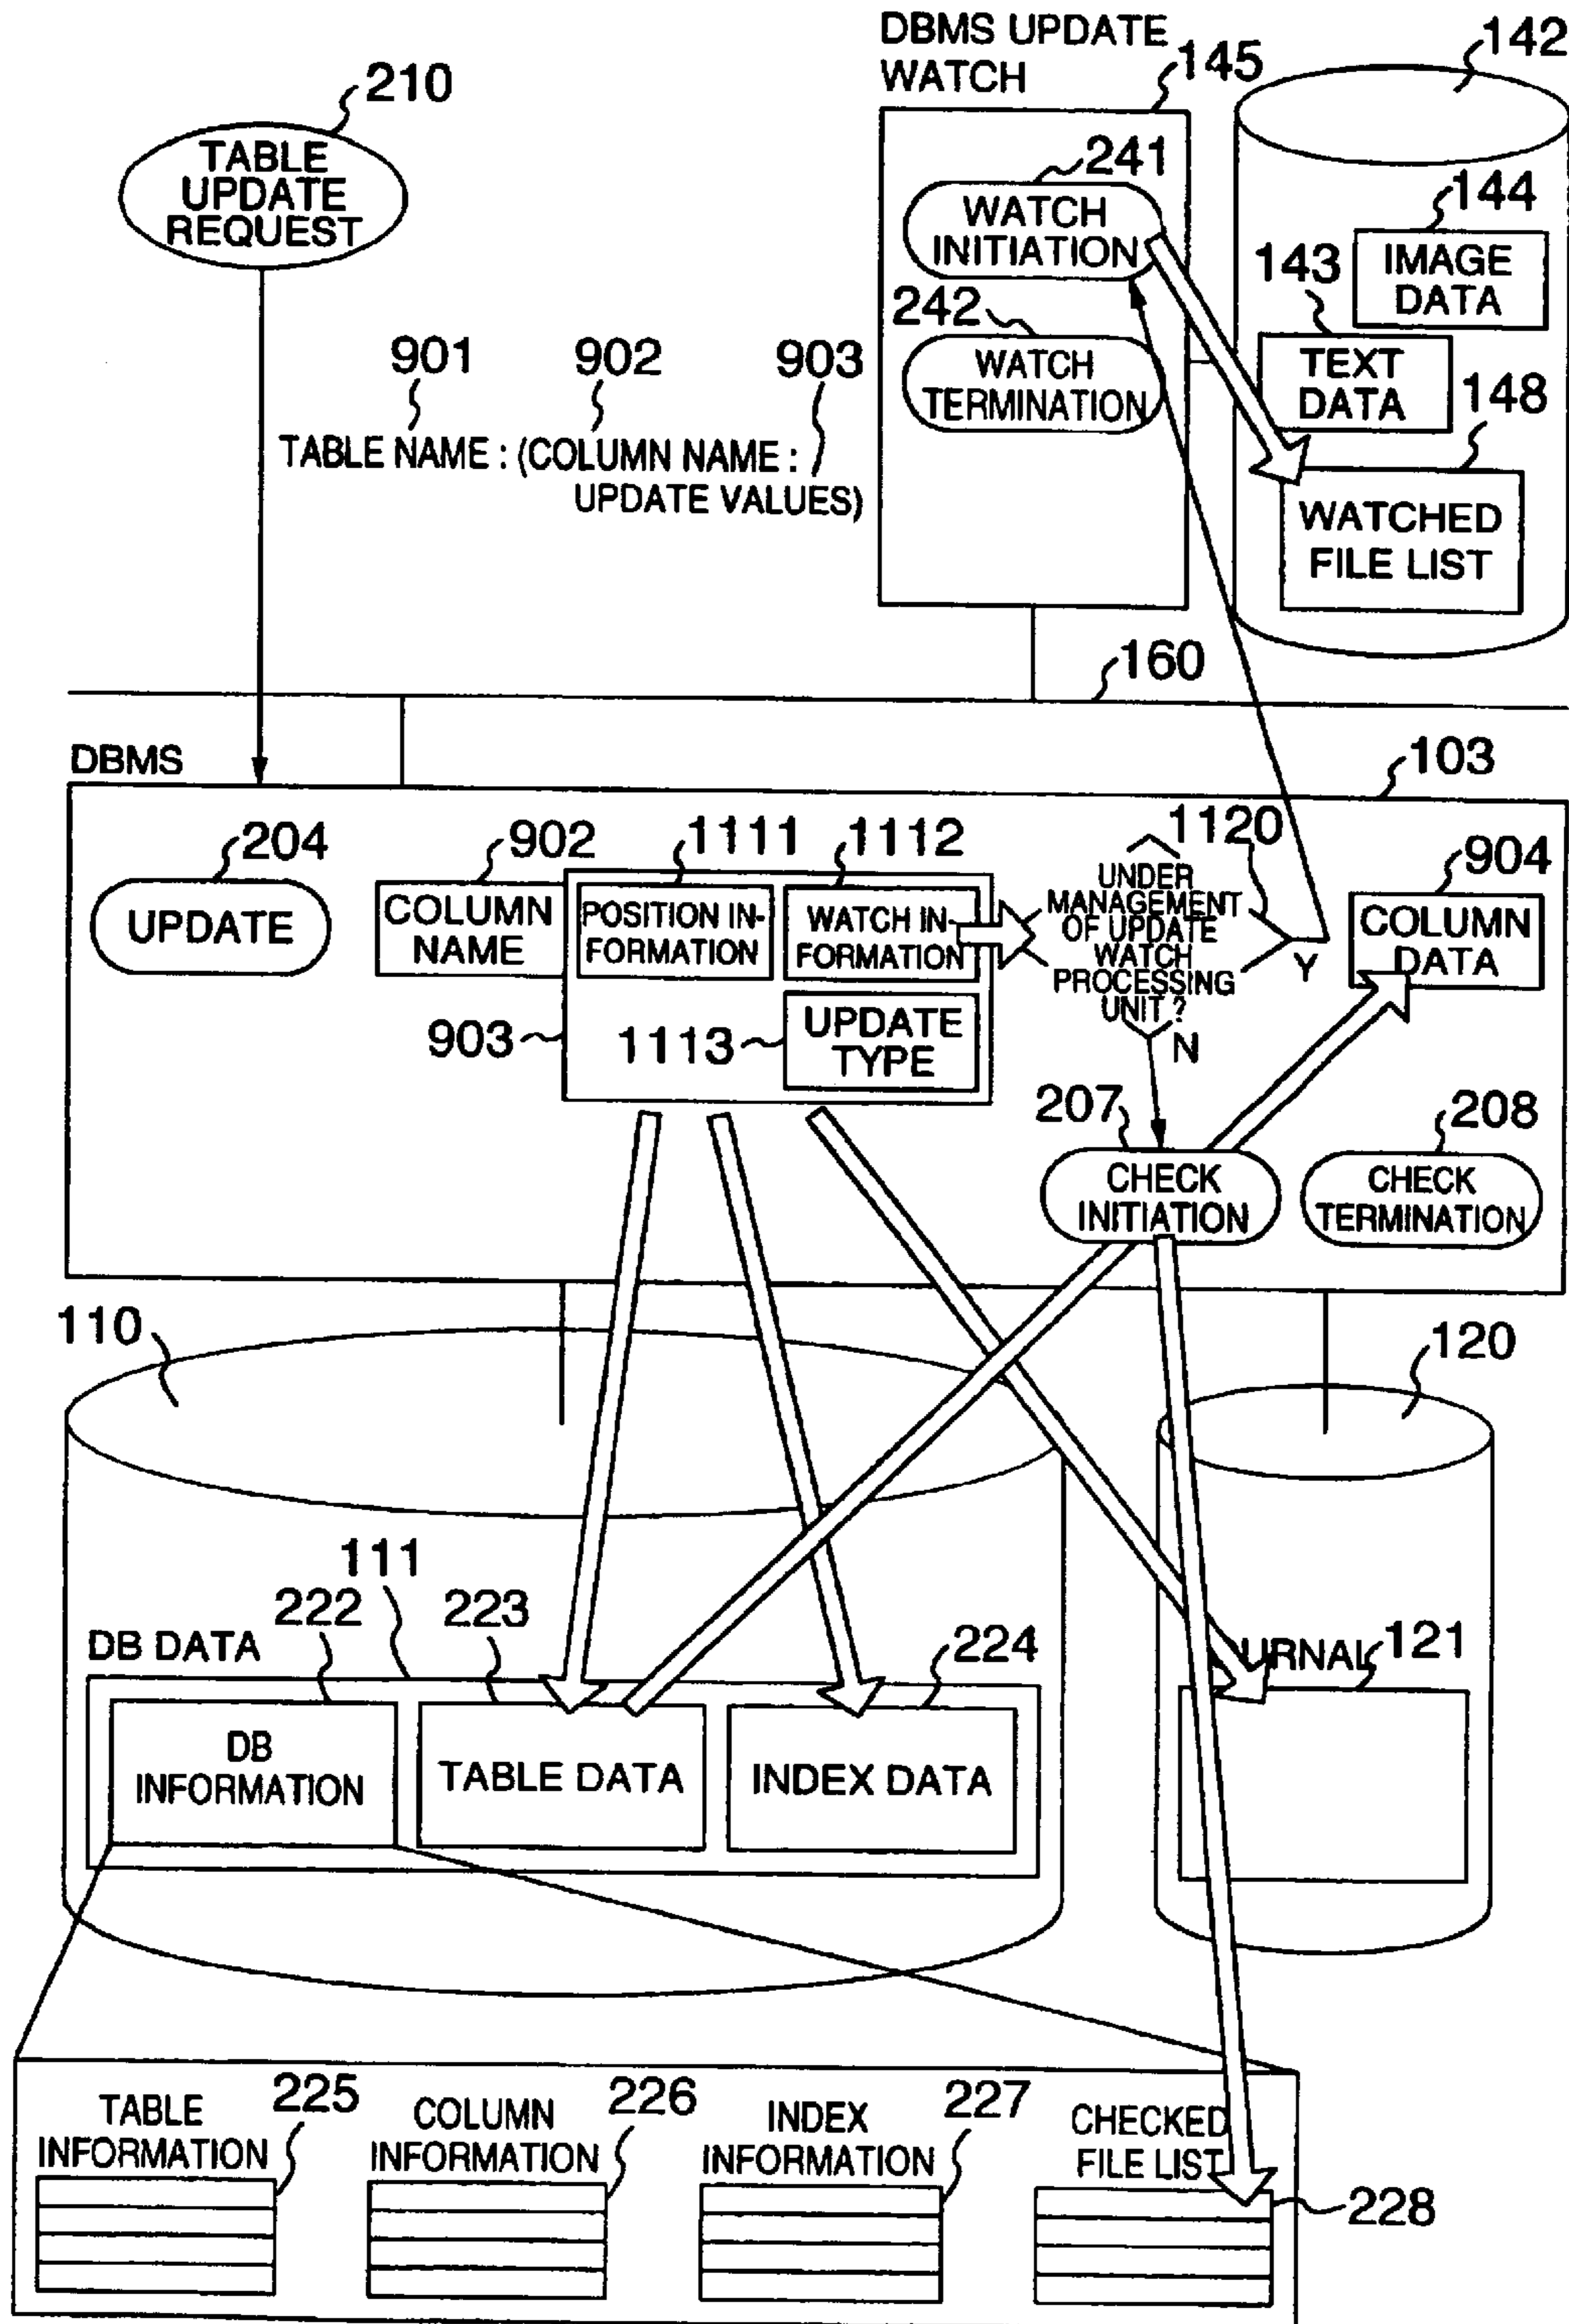 DBMS UPDATE
WATCH
145
142
210
TABLE
UPDATE
REQUEST
241
WATCH
INITIATION
144
IMAGE
DATA
143
TEXT
DATA
242
WATCH
TERMINATION
148
WATCHED
FILE LIST
901
902
903
TABLE NAME : (COLUMN NAME :
UPDATE VALUES)
160
DBMS
103
204
UPDATE
902
COLUMN
NAME
1111
POSITION IN-
FORMATION
1112
WATCH IN-
FORMATION
903
1113
UPDATE
TYPE
1120
UNDER
MANAGEMENT
OF UPDATE
WATCH
PROCESSING
UNIT ?
Y
N
904
COLUMN
DATA
207
CHECK
INITIATION
208
CHECK
TERMINATION
110
120
111
DB DATA
222
DB
INFORMATION
223
TABLE DATA
224
INDEX DATA
URNAL
121
TABLE
INFORMATION
225
COLUMN
INFORMATION
226
INDEX
INFORMATION
227
CHECKED
FILE LIST
228